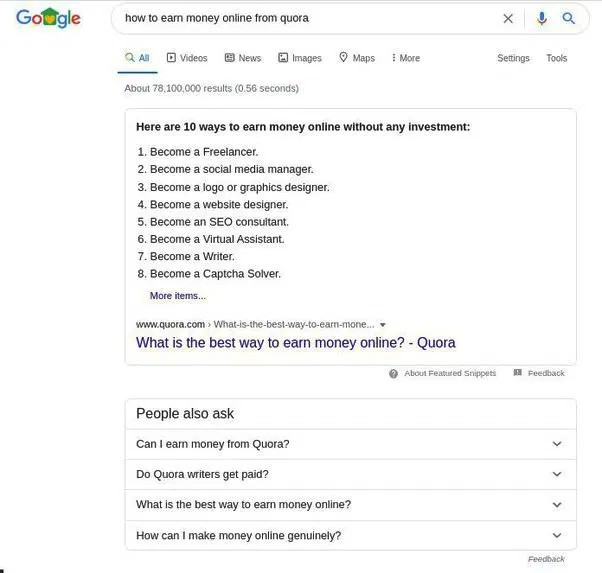 Google
how to earn money online from quora
All Videos News Images Maps More Settings Tools
About 78,100,000 results (0.56 seconds)
Here are 10 ways to earn money online without any investment:
1. Become a Freelancer.
2. Become a social media manager.
3. Become a logo or graphics designer.
4. Become a website designer.
5. Become an SEO consultant.
6. Become a Virtual Assistant.
7. Become a Writer.
8. Become a Captcha Solver.
More items...
www.quora.com › What-is-the-best-way-to-earn-mone...
What is the best way to earn money online? - Quora
About Featured Snippets Feedback
People also ask
Can I earn money from Quora?
Do Quora writers get paid?
What is the best way to earn money online?
How can I make money online genuinely?
Feedback